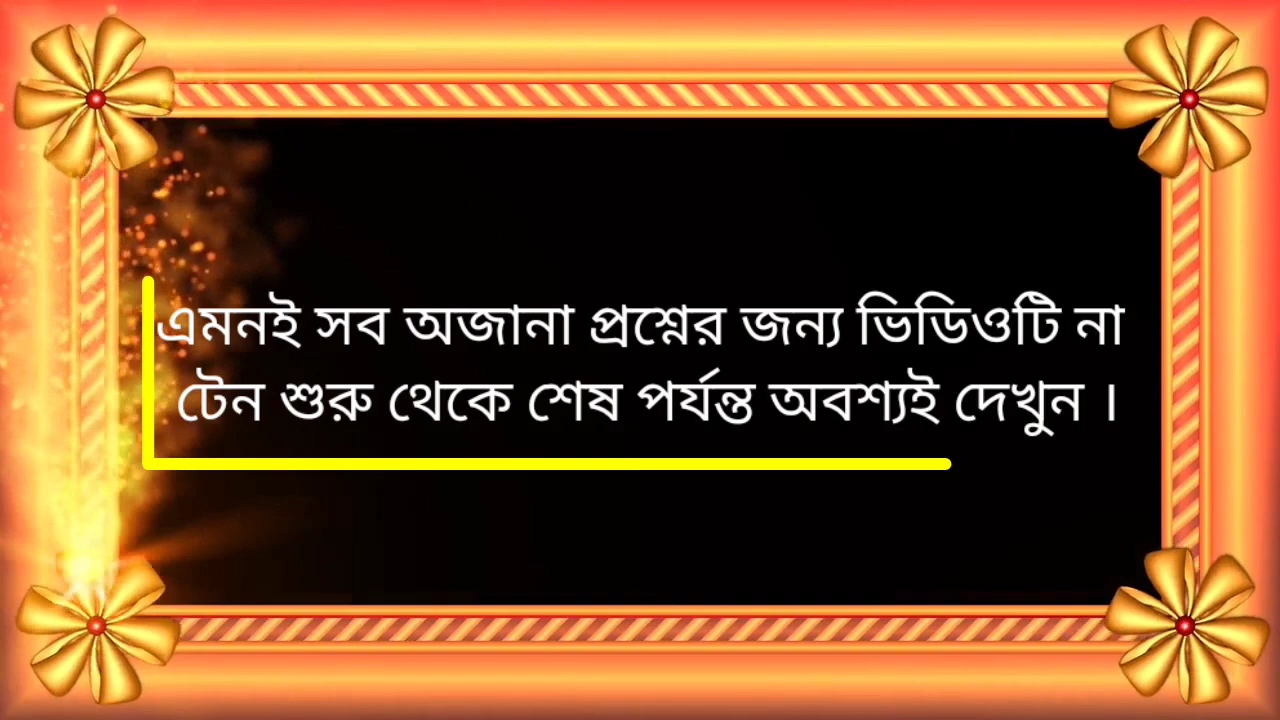 এমনই সব অজানা প্রশ্নের জন্য ভিডিওটি না
টেন শুরু থেকে শেষ পর্যন্ত অবশ্যই দেখুন ।